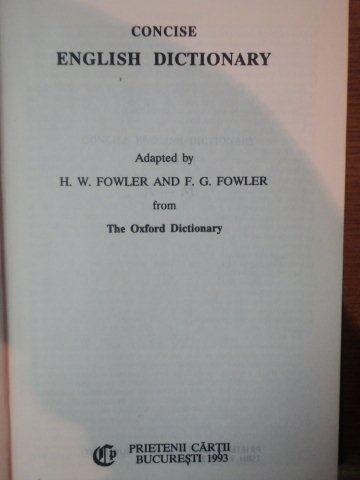 CONCISE
ENGLISH DICTIONARY
Adapted by
H. W. FOWLER AND F. G. FOWLER
from
The Oxford Dictionary
PRIETENII CĂRȚII
BUCUREȘTI 1993